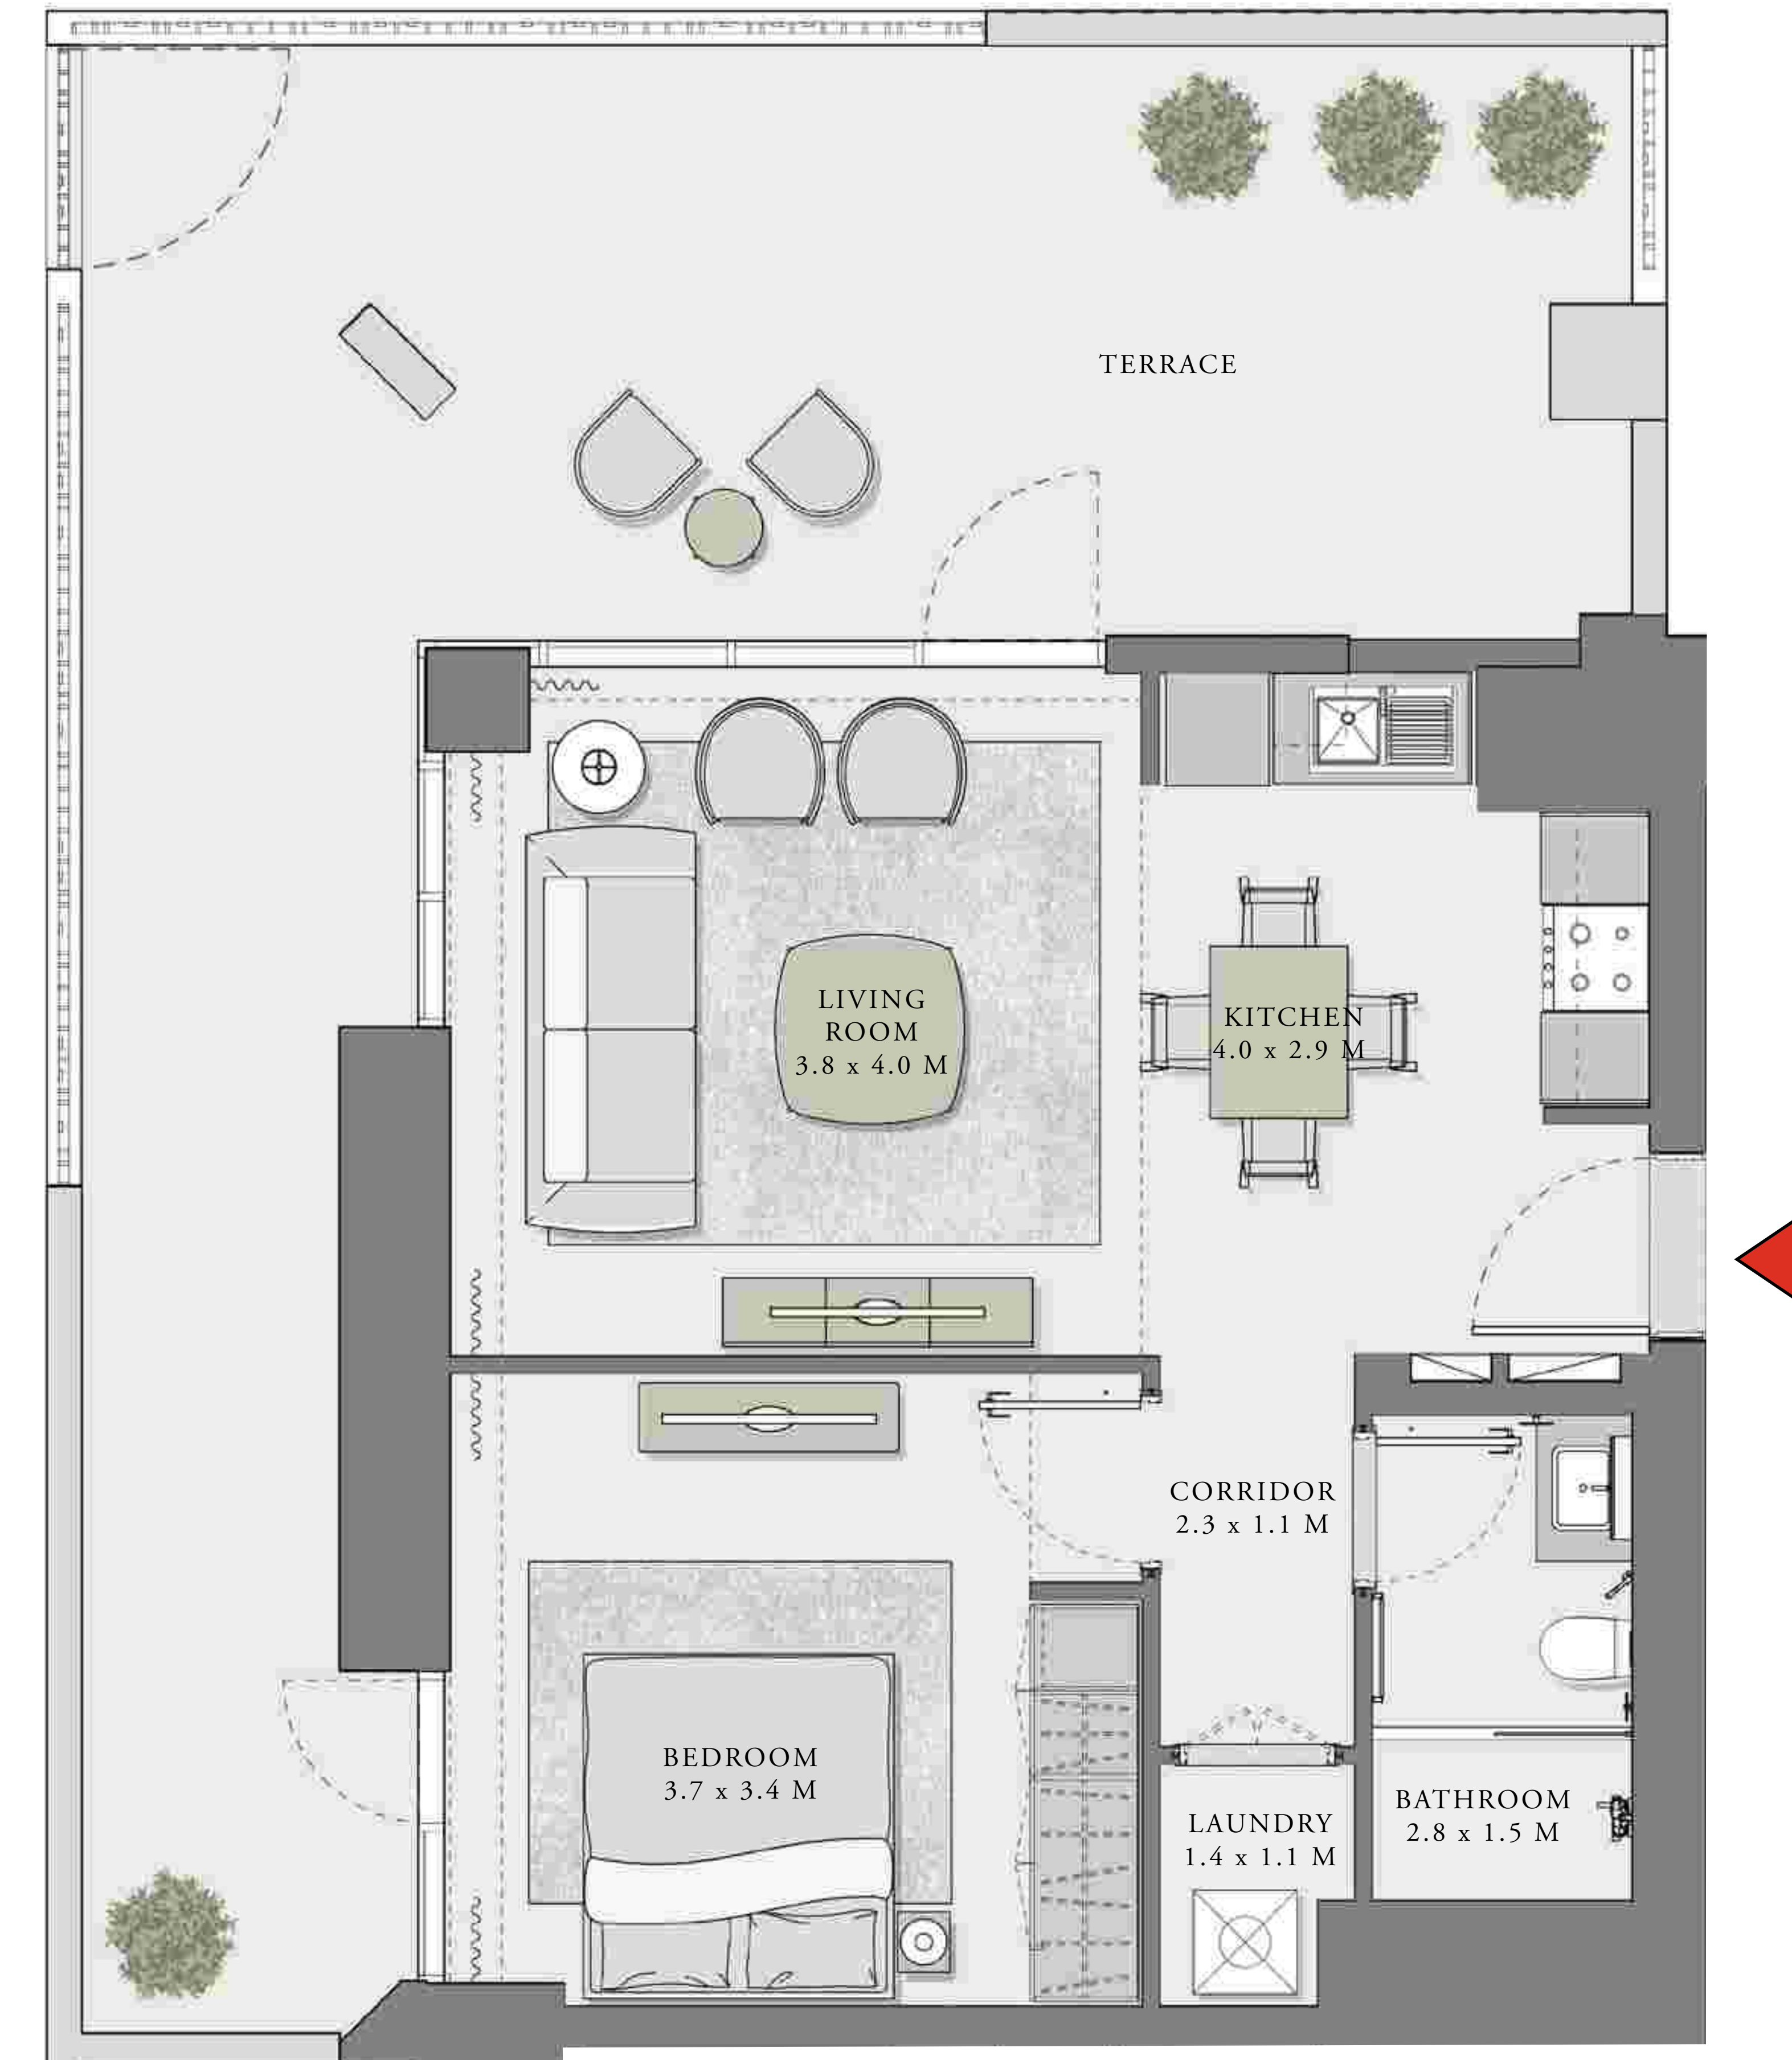 TERRACE
LIVING
ROOM
3.8 x 4.0 M
KITCHEN
4.0 x 2.9 M
CORRIDOR
2.3 x 1.1 M
BEDROOM
3.7 x 3.4 M
LAUNDRY
1.4 x 1.1 M
BATHROOM
2.8 x 1.5 M